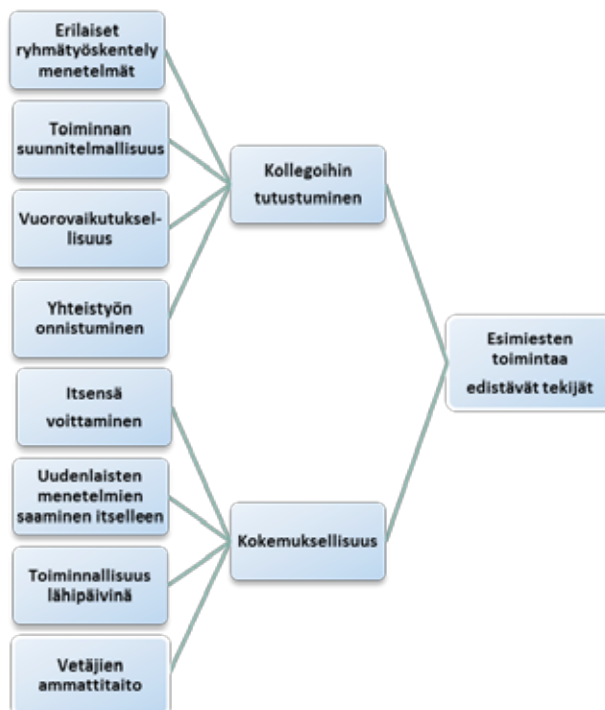 Erilaiset
ryhmätyöskentely
menetelmät
Toiminnan
suunnitelmallisuus
Vuorovaikutuksel-
lisuus
Yhteistyön
onnistuminen
Itsensä
voittaminen
Uudenlaisten
menetelmien
saaminen itselleen
Toiminnallisuus
lähipäivinä
Vetäjien
ammattitaito
Kollegoihin
tutustuminen
Kokemuksellisuus
Esimiesten
toimintaa
edistävät tekijät